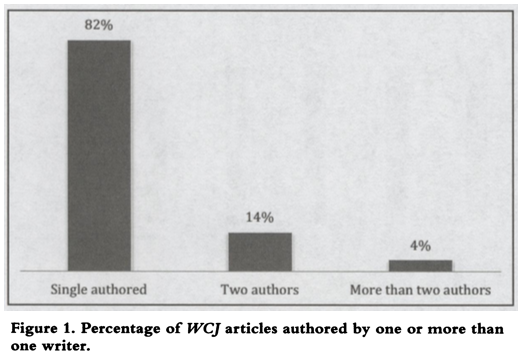 82%
14%
4%
Single authored Two authors More than two authors
Figure 1. Percentage of WCJ articles authored by one or more than
one writer.